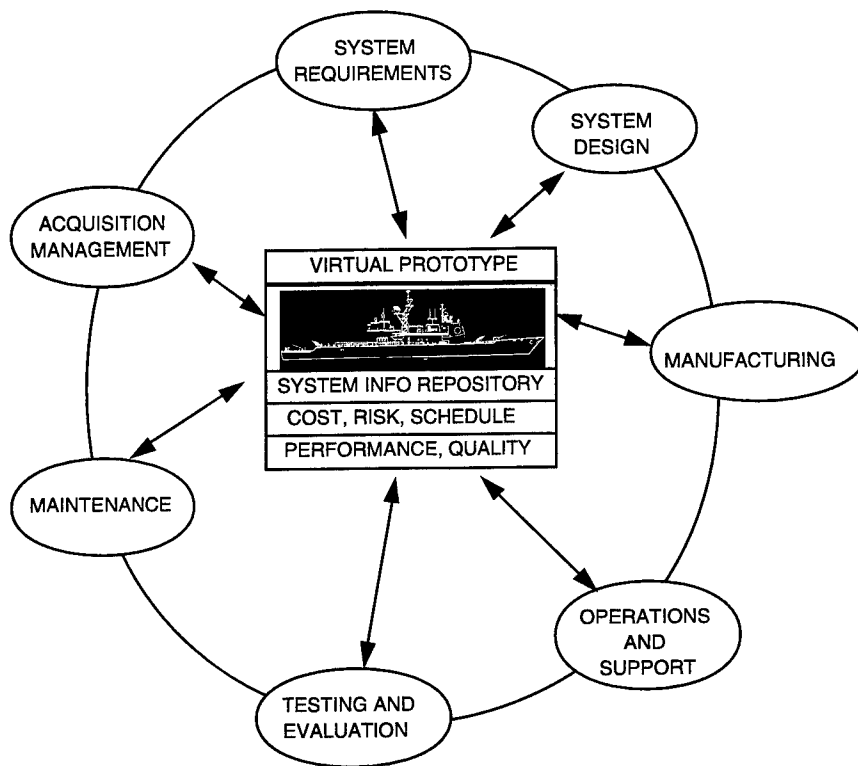 SYSTEM
REQUIREMENTS
SYSTEM
DESIGN
ACQUISITION
MANAGEMENT
VIRTUAL PROTOTYPE
MANUFACTURING
SYSTEM INFO REPOSITORY
COST, RISK, SCHEDULE
PERFORMANCE, QUALITY
MAINTENANCE
OPERATIONS
AND
SUPPORT
TESTING AND
EVALUATION